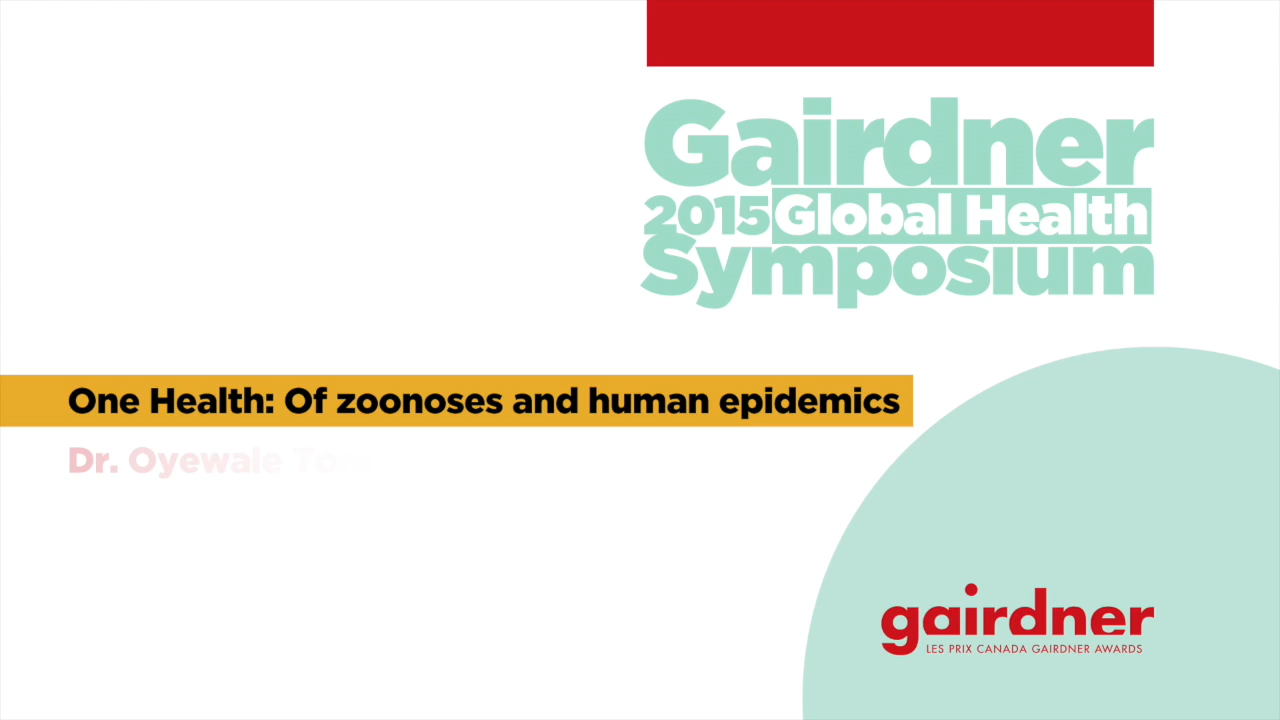 Gairdner
2015 Global Health
Symposium
One Health: Of zoonoses and human epidemics
Dr. Oyewale
gairdner
LES PRIX CANADA GAIRDNER AWARDS